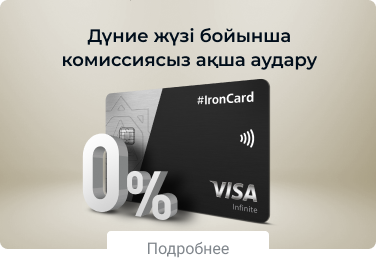 Дүние жүзі бойынша
комиссиясыз ақша аудару
#IronCard
0%
VISA
Infinite
Подробнее